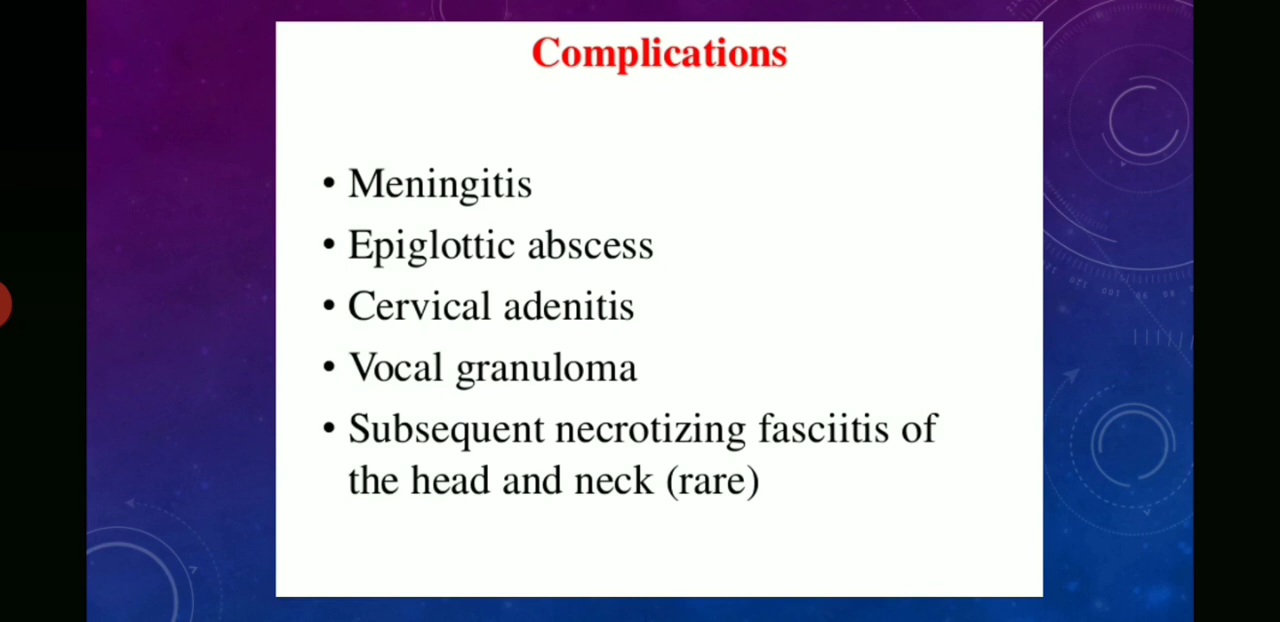 Complications
• Meningitis
• Epiglottic abscess
• Cervical adenitis
• Vocal granuloma
• Subsequent necrotizing fasciitis of
the head and neck (rare)